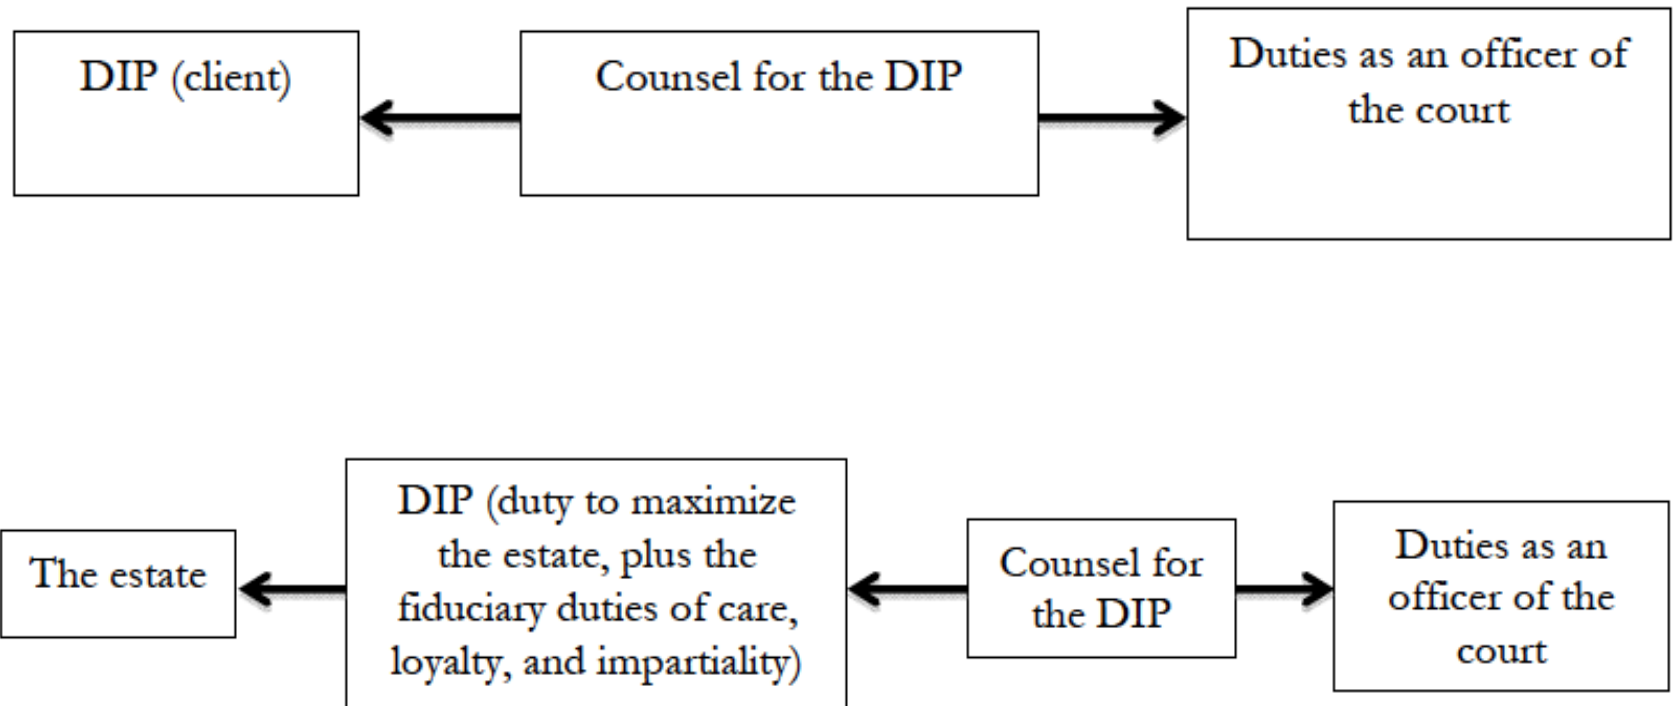 DIP (client)
Counsel for the DIP
Duties as an officer of
the court
The estate
DIP (duty to maximize
the estate, plus the
fiduciary duties of care,
loyalty, and impartiality)
Counsel for
the DIP
Duties as an
officer of the
court